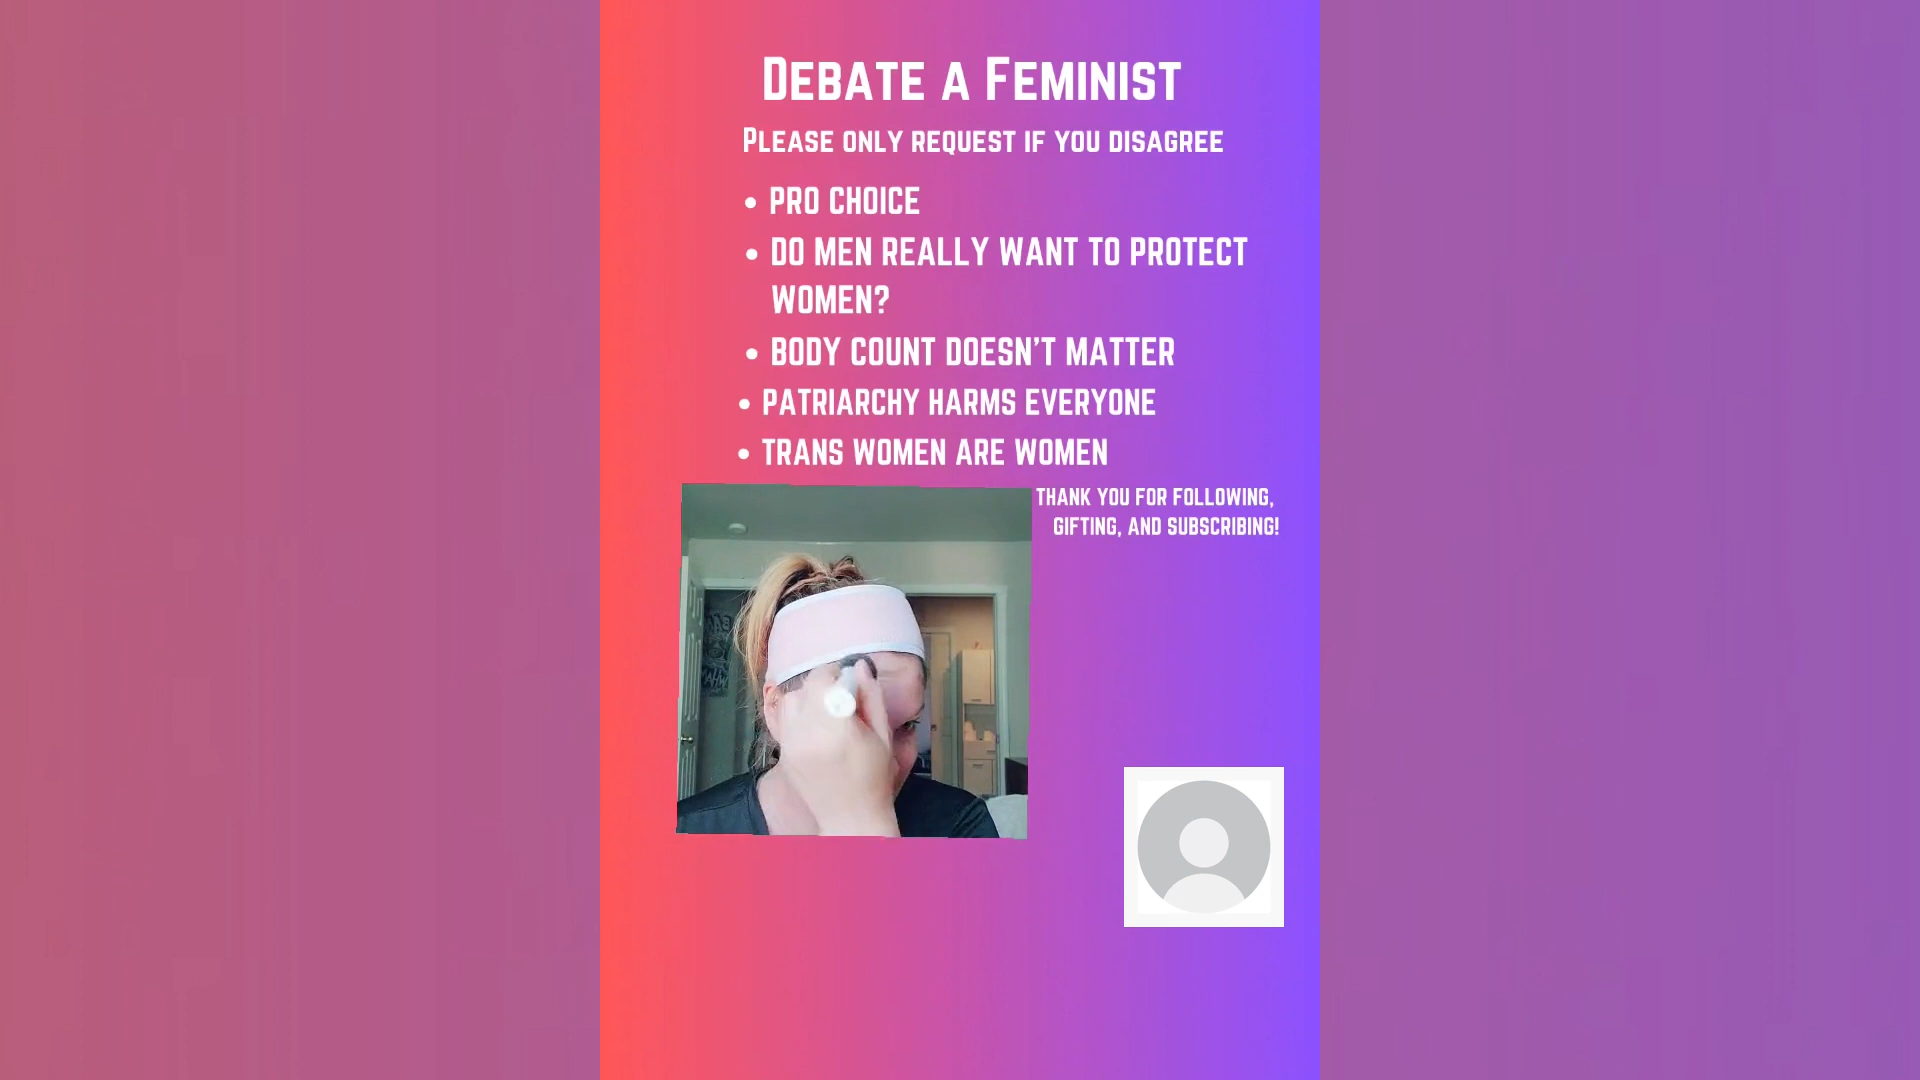 DEBATE A FEMINIST
PLEASE ONLY REQUEST IF YOU DISAGREE
• PRO CHOICE
• DO MEN REALLY WANT TO PROTECT
WOMEN?
• BODY COUNT DOESN'T MATTER
• PATRIARCHY HARMS EVERYONE
• TRANS WOMEN ARE WOMEN
THANK YOU FOR FOLLOWING,
GIFTING, AND SUBSCRIBING!